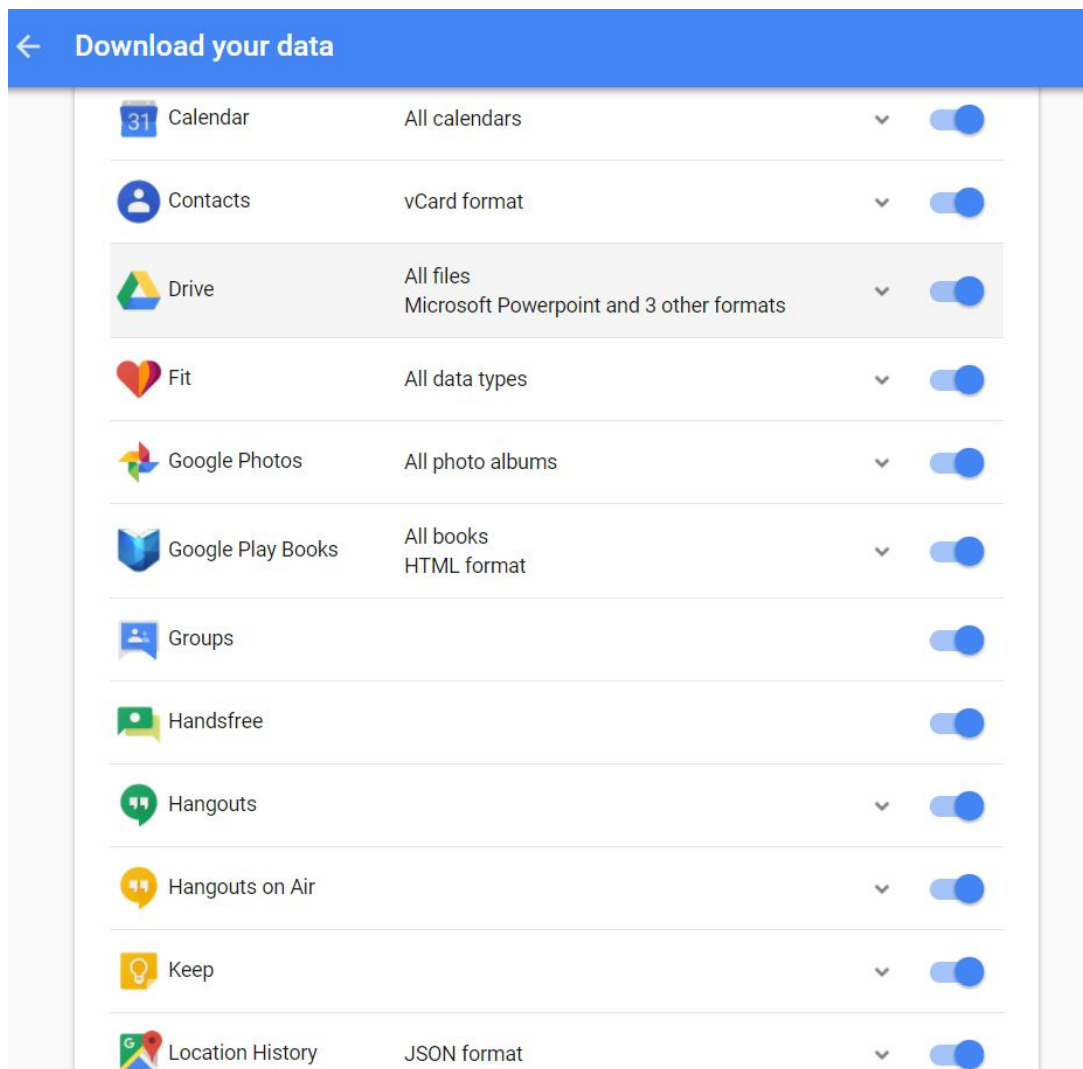 Download your data
31 Calendar All calendars
Contacts vCard format
Drive All files
Microsoft Powerpoint and 3 other formats
Fit All data types
Google Photos All photo albums
Google Play Books All books
HTML format
Groups
Handsfree
Hangouts
Hangouts on Air
Keep
G Location History JSON format